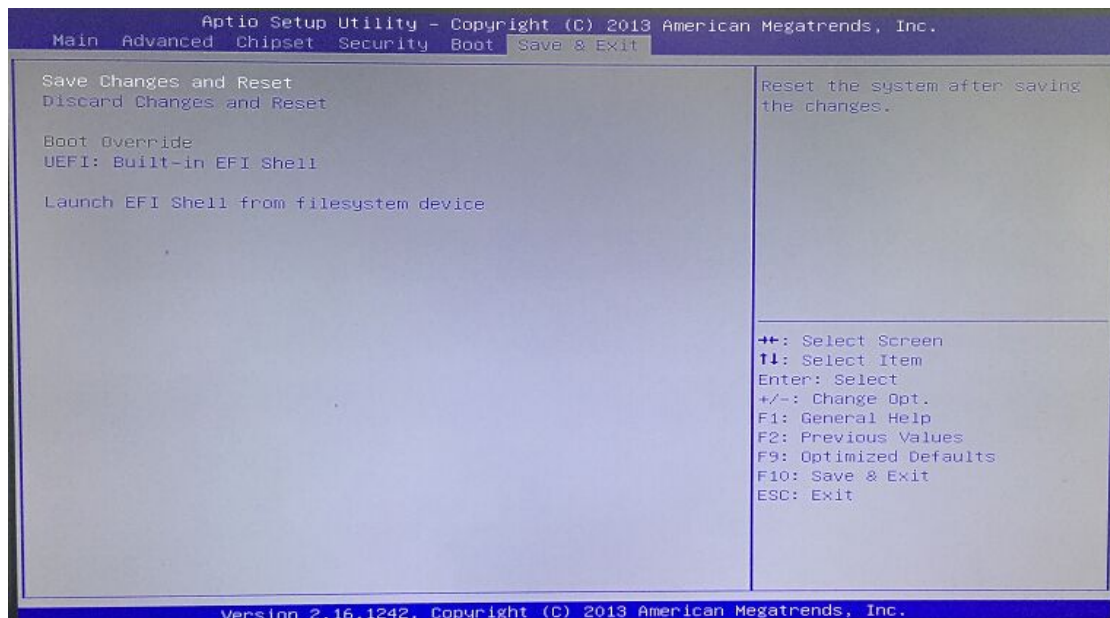 Aptio Setup Utility - Copyright (C) 2013 American Megatrends, Inc.
Main Advanced Chipset Security Boot Save & Exit
Save Changes and Reset
Discard Changes and Reset
Boot Override
UEFI: Built-in EFI Shell
Launch EFI Shell from filesystem device
Reset the system after saving
the changes.
→←: Select Screen
↑↓: Select Item
Enter: Select
+/-: Change Opt.
F1: General Help
F2: Previous Values
F9: Optimized Defaults
F10: Save & Exit
ESC: Exit
Version 2.16.1242. Copyright (C) 2013 American Megatrends, Inc.